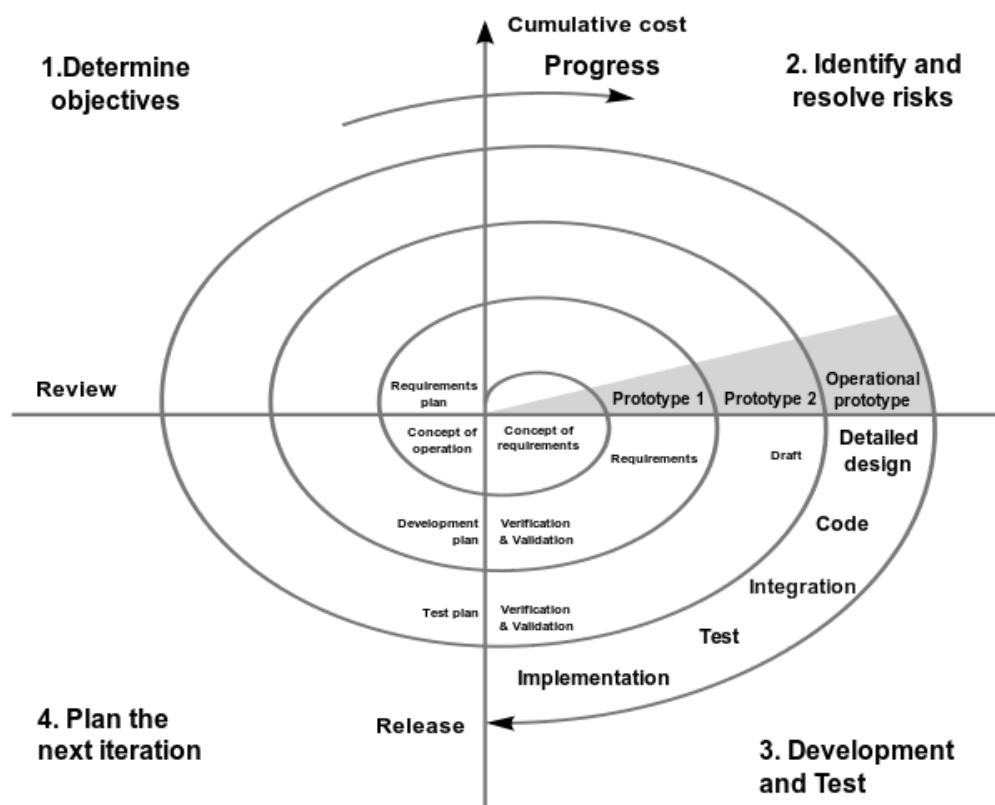 Cumulative cost
Progress
1.Determine
objectives
2. Identify and
resolve risks
Review
Requirements
plan
Prototype 1
Prototype 2
Operational
prototype
Concept of
operation
Concept of
requirements
Requirements
Draft
Detailed
design
Development
plan
Verification
& Validation
Code
Integration
Test plan
Verification
& Validation
Test
Implementation
Release
4. Plan the
next iteration
3. Development
and Test